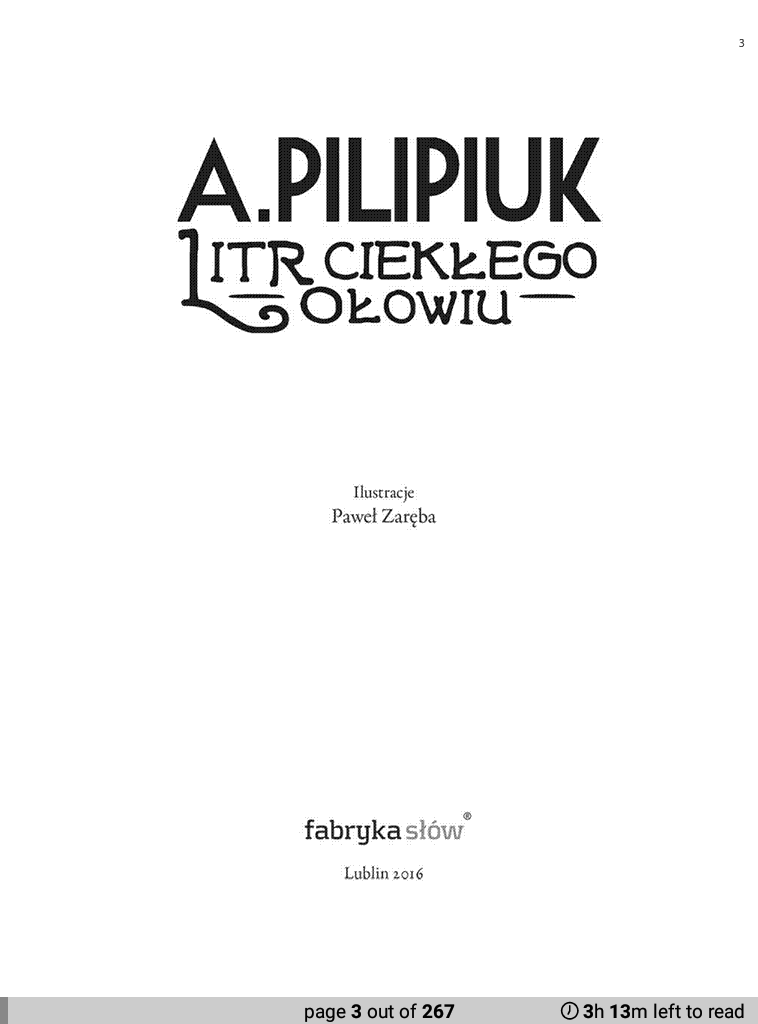 3
A.PILIPIUK
LITR CIEKŁEGO
OŁOWIU
Ilustracje
Paweł Zaręba
fabryka słów®
Lublin 2016
page 3 out of 267 3h 13m left to read